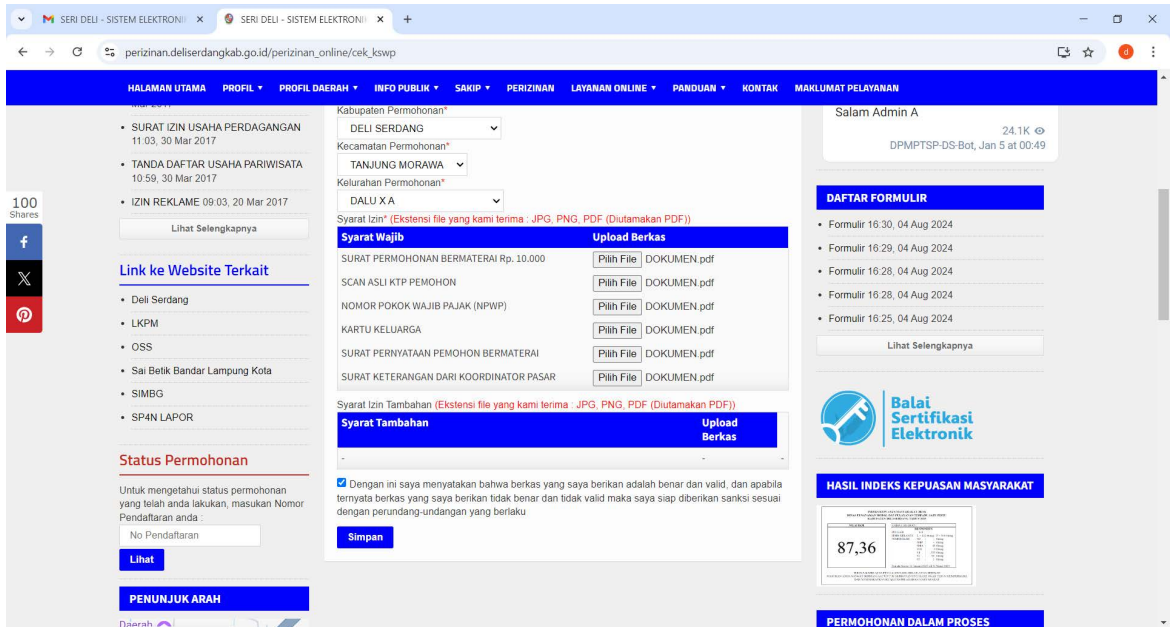 SERI DELI - SISTEM ELEKTRONI
SERI DELI - SISTEM ELEKTRONI
perizinan.deliserdangkab.go.id/perizinan_online/cek_kswp
d
HALAMAN UTAMA PROFIL PROFIL DAERAH INFO PUBLIK SAKIP PERIZINAN LAYANAN ONLINE PANDUAN KONTAK MAKLUMAT PELAYANAN
100
Shares
Mar 2017
SURAT IZIN USAHA PERDAGANGAN
11:03, 30 Mar 2017
TANDA DAFTAR USAHA PARIWISATA
10:59, 30 Mar 2017
IZIN REKLAME 09:03, 20 Mar 2017
Lihat Selengkapnya
Link ke Website Terkait
Deli Serdang
LKPM
OSS
Sai Betik Bandar Lampung Kota
SIMBG
SP4N LAPOR
Status Permohonan
Untuk mengetahui status permohonan
yang telah anda lakukan, masukan Nomor
Pendaftaran anda :
No Pendaftaran
Lihat
PENUNJUK ARAH
Daerah
Kabupaten Permohonan*
DELI SERDANG
Kecamatan Permohonan*
TANJUNG MORAWA
Kelurahan Permohonan*
DALU X A
Syarat Izin* (Ekstensi file yang kami terima : JPG, PNG, PDF (Diutamakan PDF))
Syarat Wajib Upload Berkas
SURAT PERMOHONAN BERMATERAI Rp. 10.000 Pilih File DOKUMEN.pdf
SCAN ASLI KTP PEMOHON Pilih File DOKUMEN.pdf
NOMOR POKOK WAJIB PAJAK (NPWP) Pilih File DOKUMEN.pdf
KARTU KELUARGA Pilih File DOKUMEN.pdf
SURAT PERNYATAAN PEMOHON BERMATERAI Pilih File DOKUMEN.pdf
SURAT KETERANGAN DARI KOORDINATOR PASAR Pilih File DOKUMEN.pdf
Syarat Izin Tambahan (Ekstensi file yang kami terima : JPG, PNG, PDF (Diutamakan PDF))
Syarat Tambahan Upload
Berkas
- - -
Dengan ini saya menyatakan bahwa berkas yang saya berikan adalah benar dan valid, dan apabila
ternyata berkas yang saya berikan tidak benar dan tidak valid maka saya siap diberikan sanksi sesuai
dengan perundang-undangan yang berlaku
Simpan
Salam Admin A
24.1K
DPMPTSP-DS-Bot, Jan 5 at 00:49
DAFTAR FORMULIR
Formulir 16:30, 04 Aug 2024
Formulir 16:29, 04 Aug 2024
Formulir 16:28, 04 Aug 2024
Formulir 16:28, 04 Aug 2024
Formulir 16:25, 04 Aug 2024
Lihat Selengkapnya
Balai
Sertifikasi
Elektronik
HASIL INDEKS KEPUASAN MASYARAKAT
87,36
PERMOHONAN DALAM PROSES